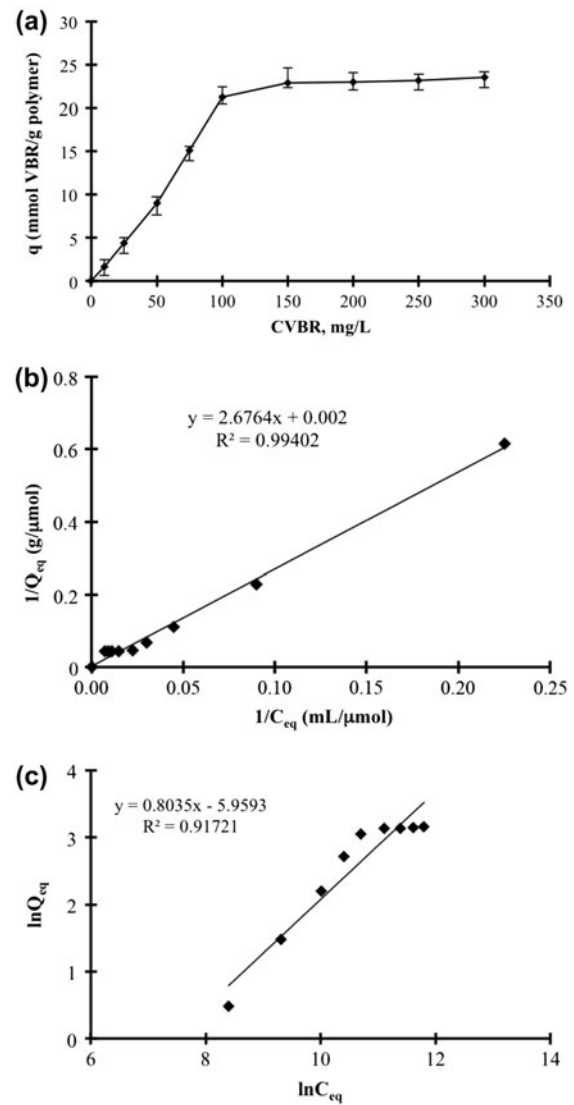 (a)
30
25
20
15
10
5
0
q (mmol VBR/g polymer)
0 50 100 150 200 250 300 350
CVBR, mg/L
(b)
0.8
0.6
0.4
0.2
0
1/Qeq (g/μmol)
y = 2.6764x + 0.002
R² = 0.99402
0.00 0.05 0.10 0.15 0.20 0.25
1/Ceq (mL/μmol)
(c)
4
3
2
1
0
lnQeq
y = 0.8035x - 5.9593
R² = 0.91721
6 8 10 12 14
lnCeq